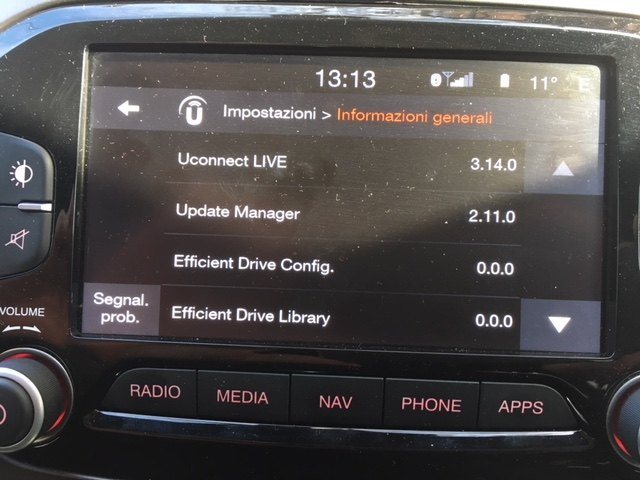 13:13 11° E
Impostazioni > Informazioni generali
Uconnect LIVE 3.14.0
Update Manager 2.11.0
Efficient Drive Config. 0.0.0
Segnal.
prob.
Efficient Drive Library 0.0.0
VOLUME
RADIO MEDIA NAV PHONE APPS